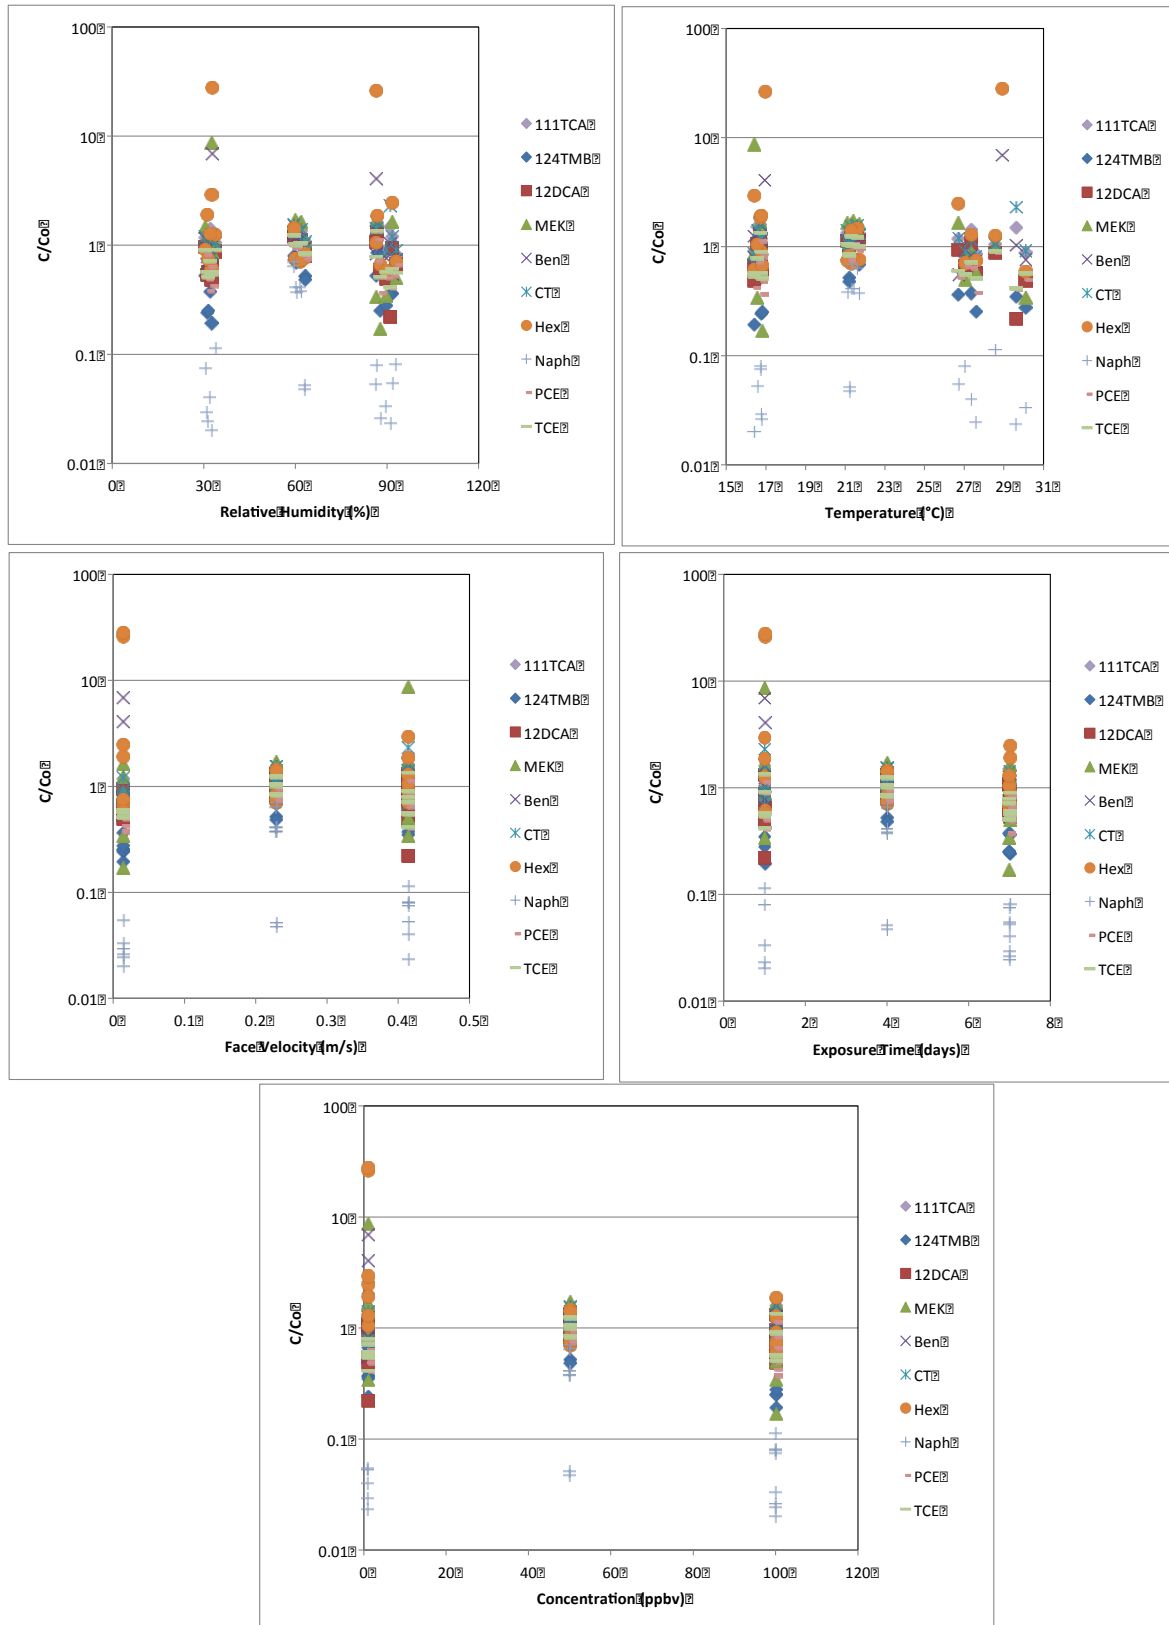 100
10
1
0.1
0.01
C/Co
0 30 60 90 120
Relative Humidity (%)
111TCA
124TMB
12DCA
MEK
Ben
CT
Hex
Naph
PCE
TCE
100
10
1
0.1
0.01
C/Co
15 17 19 21 23 25 27 29 31
Temperature (°C)
111TCA
124TMB
12DCA
MEK
Ben
CT
Hex
Naph
PCE
TCE
100
10
1
0.1
0.01
C/Co
0 0.1 0.2 0.3 0.4 0.5
Face Velocity (m/s)
111TCA
124TMB
12DCA
MEK
Ben
CT
Hex
Naph
PCE
TCE
100
10
1
0.1
0.01
C/Co
0 2 4 6 8
Exposure Time (days)
111TCA
124TMB
12DCA
MEK
Ben
CT
Hex
Naph
PCE
TCE
100
10
1
0.1
0.01
C/Co
0 20 40 60 80 100 120
Concentration (ppbv)
111TCA
124TMB
12DCA
MEK
Ben
CT
Hex
Naph
PCE
TCE